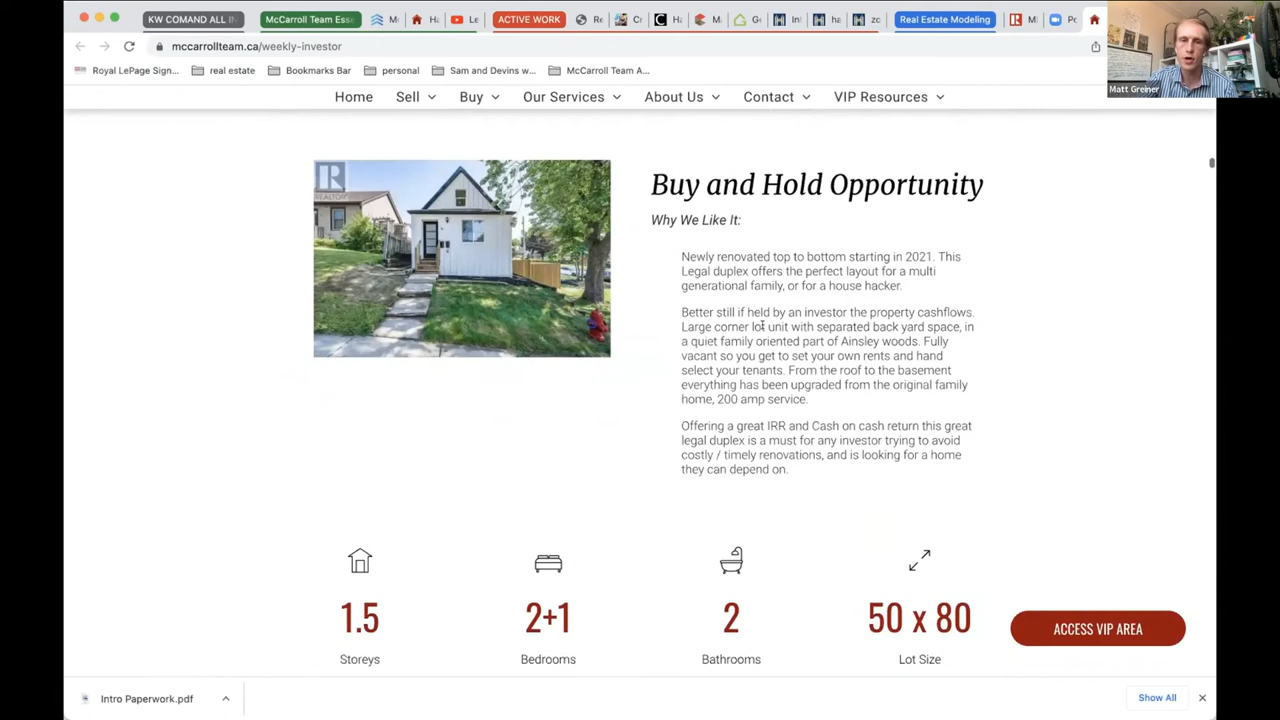 KW COMAND ALL IN
McCarroll Team Esse
Le
ACTIVE WORK
Re
Real Estate Modeling
mccarrollteam.ca/weekly-investor
Royal LePage Sign...
real estate
Bookmarks Bar
personal
Sam and Devins w...
McCarroll Team A...
Matt Greiner
Home
Sell
Buy
Our Services
About Us
Contact
VIP Resources
R
REALTOR
Buy and Hold Opportunity
Why We Like It:
Newly renovated top to bottom starting in 2021. This
Legal duplex offers the perfect layout for a multi
generational family, or for a house hacker.
Better still if held by an investor the property cashflows.
Large corner lot unit with separated back yard space, in
a quiet family oriented part of Ainsley woods. Fully
vacant so you get to set your own rents and hand
select your tenants. From the roof to the basement
everything has been upgraded from the original family
home, 200 amp service.
Offering a great IRR and Cash on cash return this great
legal duplex is a must for any investor trying to avoid
costly / timely renovations, and is looking for a home
they can depend on.
1.5
2+1
2
50 x 80
ACCESS VIP AREA
Storeys
Bedrooms
Bathrooms
Lot Size
Intro Paperwork.pdf
Show All